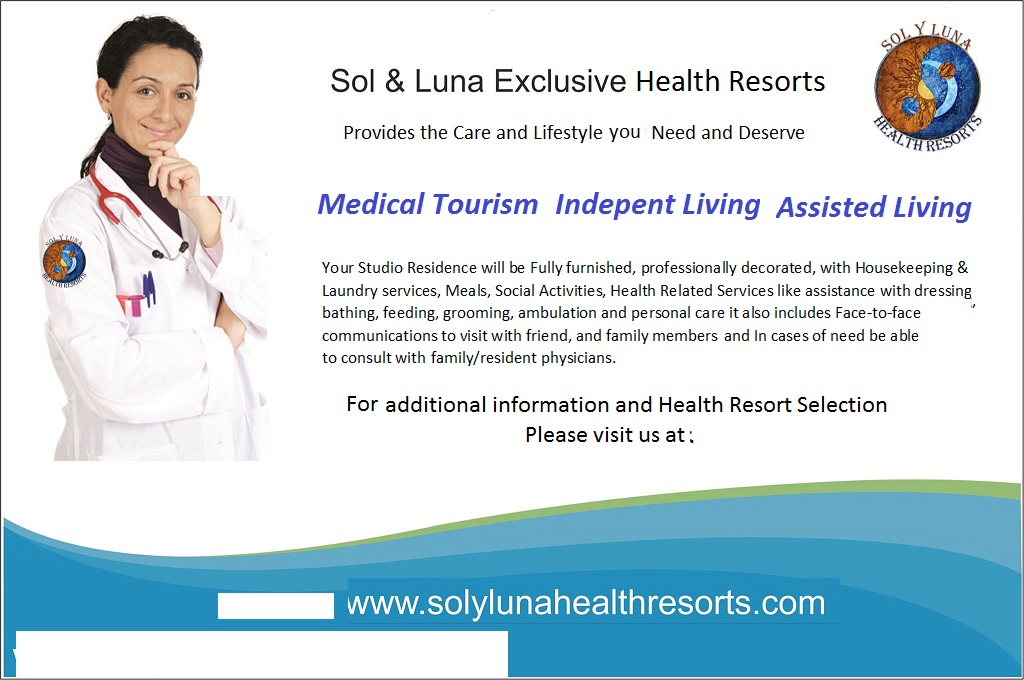 SOL Y LUNA
HEALTH RESORTS
Sol & Luna Exclusive Health Resorts
Provides the Care and Lifestyle you Need and Deserve
Medical Tourism Indepent Living Assisted Living
SOL Y LUNA
HEALTH RESORTS
Your Studio Residence will be Fully furnished, professionally decorated, with Housekeeping &
Laundry services, Meals, Social Activities, Health Related Services like assistance with dressing,
bathing, feeding, grooming, ambulation and personal care it also includes Face-to-face
communications to visit with friend, and family members and In cases of need be able
to consult with family/resident physicians.
For additional information and Health Resort Selection
Please visit us at:
www.solylunahealthresorts.com